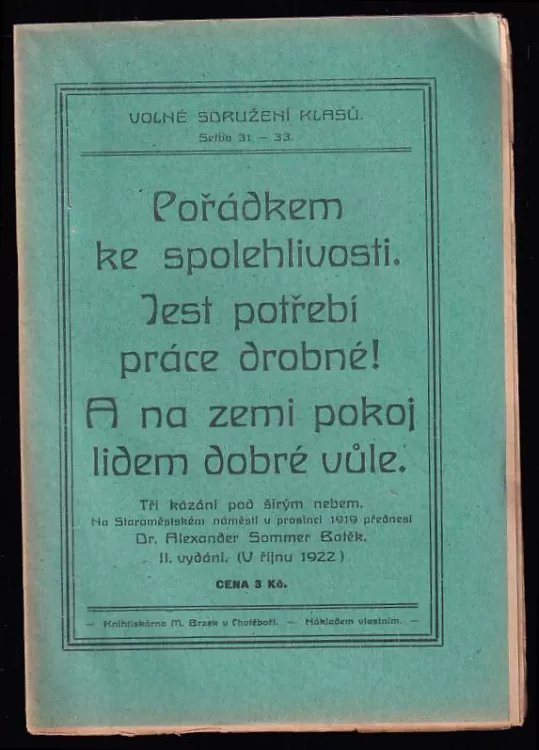 VOLNÉ SDRUŽENÍ KLASŮ.
Setba 31 — 33.
Pořádkem
ke spolehlivosti.
Jest potřebí
práce drobné!
A na zemi pokoj
lidem dobré vůle.
Tři kázání pod širým nebem.
Na Staroměstském náměstí v prosinci 1919 přednesl
Dr. Alexander Sommer Batěk.
II. vydání. (V říjnu 1922)
CENA 3 Kč.
— Knihtiskárna M. Brzek v Chotěboři. — Nákladem vlastním. —